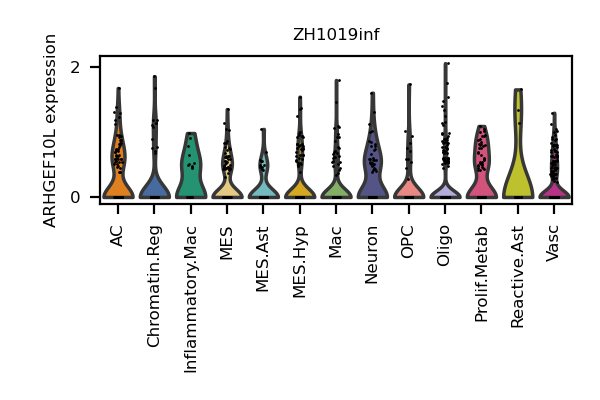 ZH1019inf
ARHGEF10L expression
2
0
AC
Chromatin.Reg
Inflammatory.Mac
MES
MES.Ast
MES.Hyp
Mac
Neuron
OPC
Oligo
Prolif.Metab
Reactive.Ast
Vasc